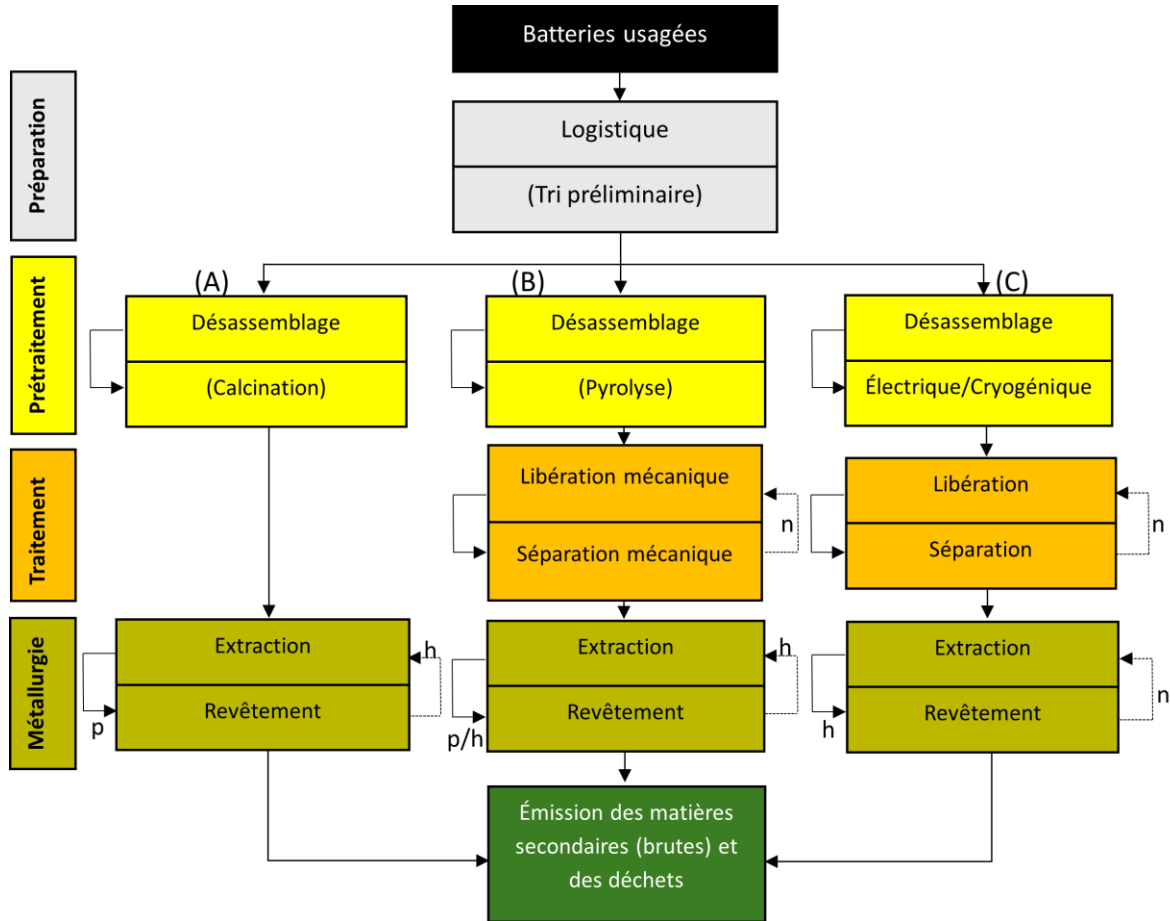 Batteries usagées
Préparation
Logistique
(Tri préliminaire)
Prétraitement
(A)
(B)
(C)
Désassemblage
(Calcination)
Désassemblage
(Pyrolyse)
Désassemblage
Électrique/Cryogénique
Traitement
Libération mécanique
Séparation mécanique
n
Libération
Séparation
n
Métallurgie
Extraction
Revêtement
p
h
Extraction
Revêtement
p/h
h
Extraction
Revêtement
h
n
Émission des matières
secondaires (brutes) et
des déchets